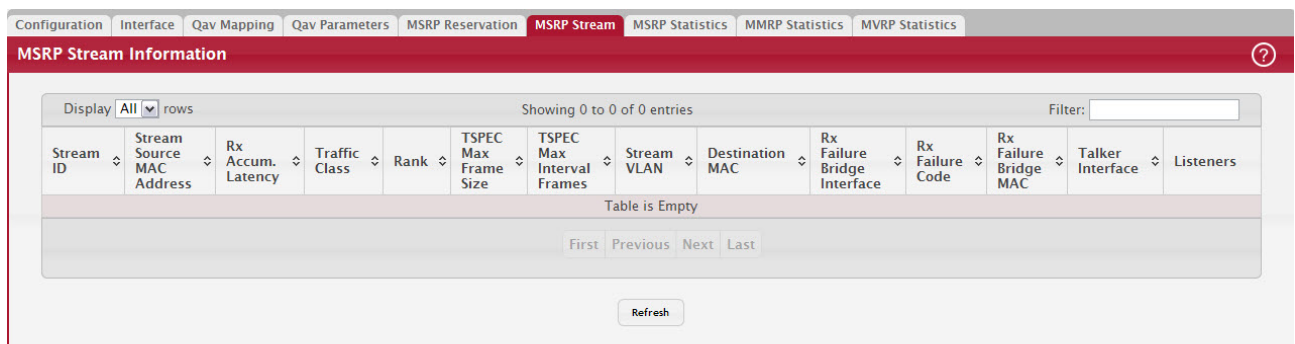 Configuration Interface Qav Mapping Qav Parameters MSRP Reservation MSRP Stream MSRP Statistics MMRP Statistics MVRP Statistics
MSRP Stream Information ?
Display All rows Showing 0 to 0 of 0 entries Filter:
Stream
ID
Stream
Source
MAC
Address
Rx
Accum.
Latency
Traffic
Class
Rank
TSPEC
Max
Frame
Size
TSPEC
Max
Interval
Frames
Stream
VLAN
Destination
MAC
Rx
Failure
Bridge
Interface
Rx
Failure
Code
Rx
Failure
Bridge
MAC
Talker
Interface
Listeners
Table is Empty
First Previous Next Last
Refresh